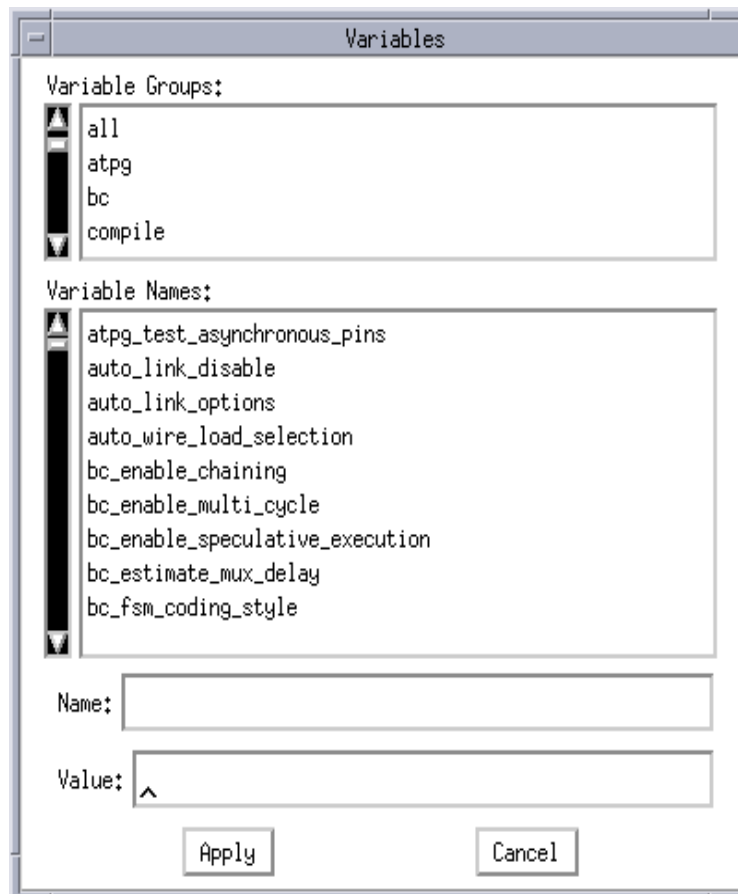 Variables
Variable Groups:
all
atpg
bc
compile
Variable Names:
atpg_test_asynchronous_pins
auto_link_disable
auto_link_options
auto_wire_load_selection
bc_enable_chaining
bc_enable_multi_cycle
bc_enable_speculative_execution
bc_estimate_mux_delay
bc_fsm_coding_style
Name:
Value:
Apply Cancel